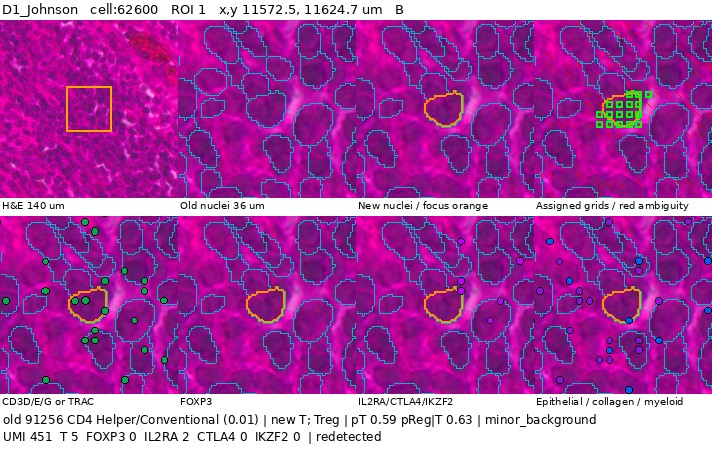 D1_Johnson cell:62600 ROI 1 x,y 11572.5, 11624.7 um B
H&E 140 um
Old nuclei 36 um
New nuclei / focus orange
Assigned grids / red ambiguity
CD3D/E/G or TRAC
FOXP3
IL2RA/CTLA4/IKZF2
Epithelial / collagen / myeloid
old 91256 CD4 Helper/Conventional (0.01) | new T; Treg | pT 0.59 pReg|T 0.63 | minor_background
UMI 451 T 5 FOXP3 0 IL2RA 2 CTLA4 0 IKZF2 0 | redetected